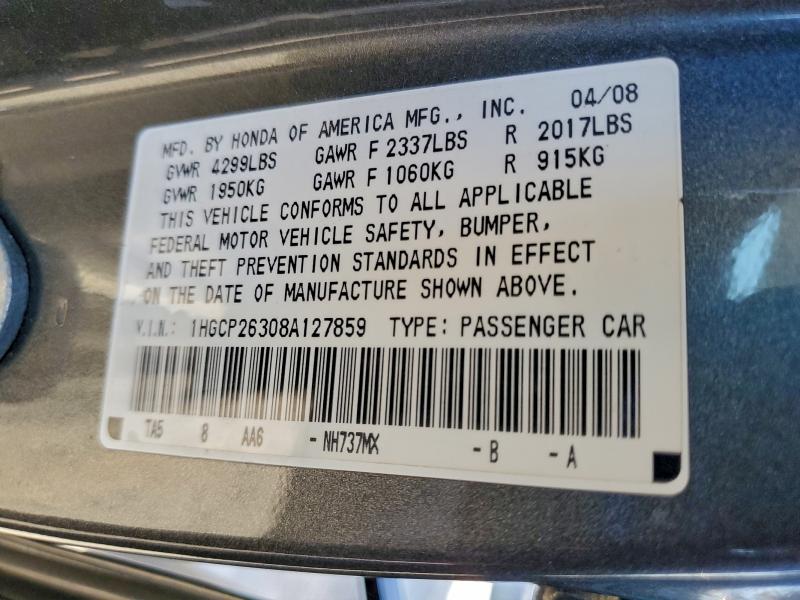 MFD. BY HONDA OF AMERICA MFG., INC. 04/08
GVWR 4299LBS GAWR F 2337LBS R 2017LBS
GVWR 1950KG GAWR F 1060KG R 915KG
THIS VEHICLE CONFORMS TO ALL APPLICABLE
FEDERAL MOTOR VEHICLE SAFETY, BUMPER,
AND THEFT PREVENTION STANDARDS IN EFFECT
ON THE DATE OF MANUFACTURE SHOWN ABOVE.
V.I.N.: 1HGCP26308A127859 TYPE: PASSENGER CAR
TA5 8 AA6 -NH737MX -B -A